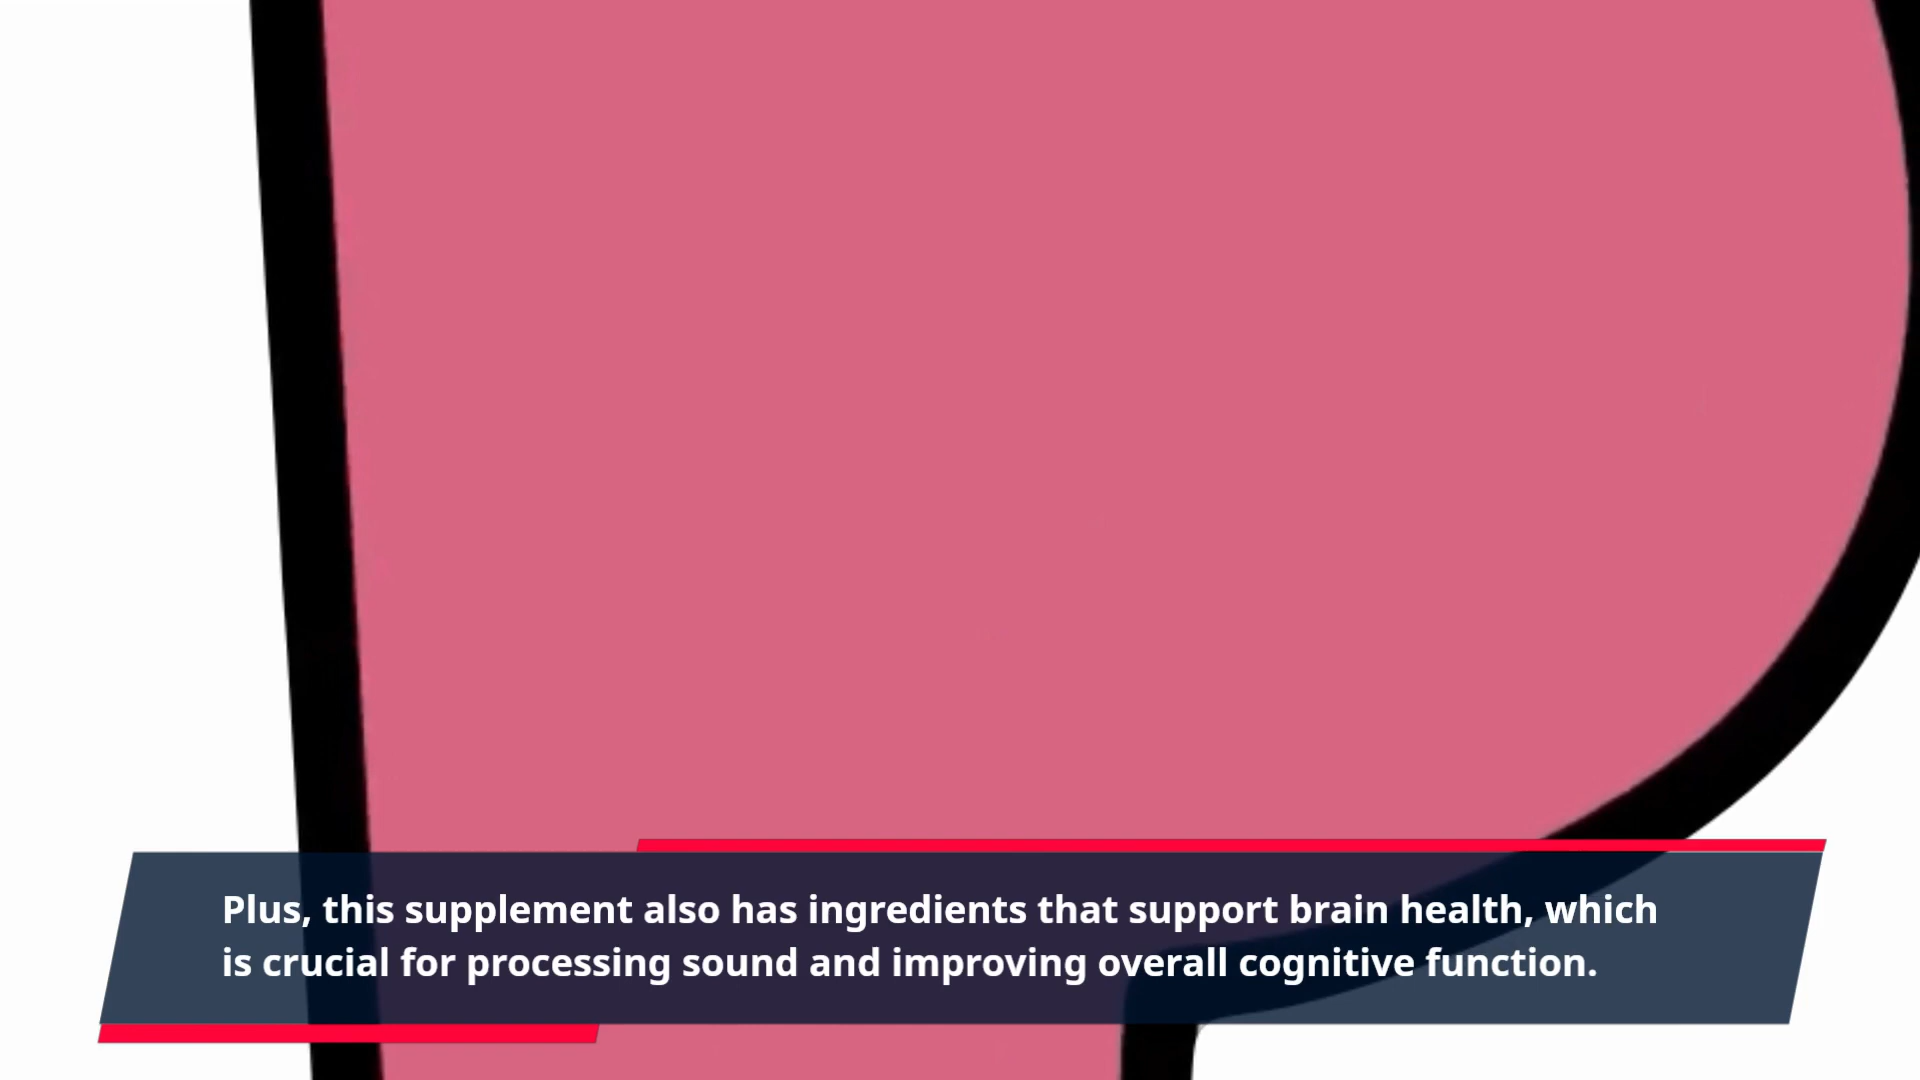 Plus, this supplement also has ingredients that support brain health, which
is crucial for processing sound and improving overall cognitive function.